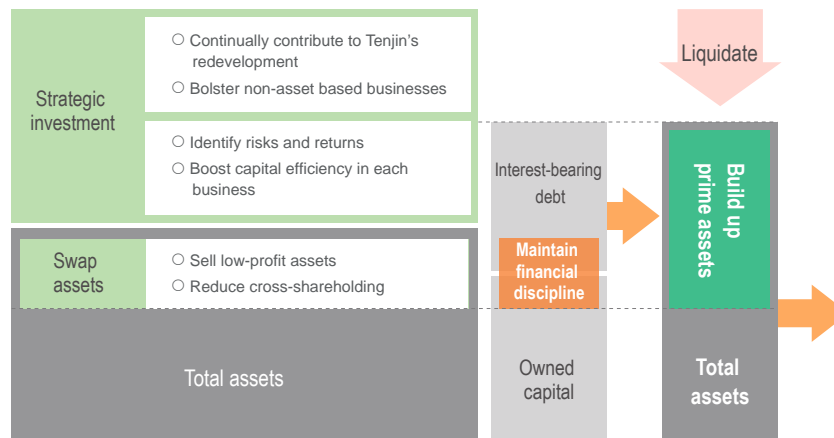 Strategic
investment
○ Continually contribute to Tenjin’s
redevelopment
○ Bolster non-asset based businesses
○ Identify risks and returns
○ Boost capital efficiency in each
business
Swap
assets
○ Sell low-profit assets
○ Reduce cross-shareholding
Total assets
Interest-bearing
debt
Maintain
financial
discipline
Owned
capital
Liquidate
Build up
prime assets
Total
assets